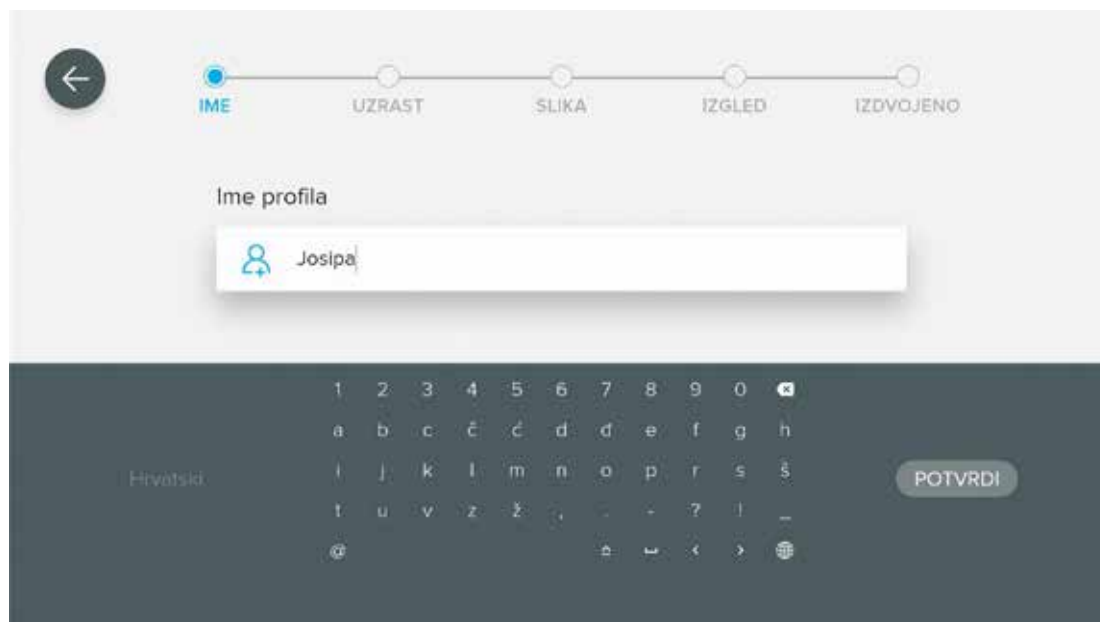 IME UZRAST SLIKA IZGLED IZDVOJENO
Ime profila
Josipa
1 2 3 4 5 6 7 8 9 0
a b c č ć d đ e f g h
i j k l m n o p r s š
Hrvatski
POTVRDI
t u v z ž , . - ? ! _
@ < >